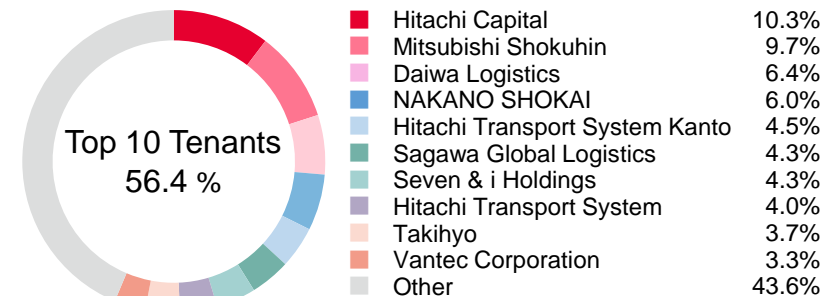 Top 10 Tenants
56.4 %
Hitachi Capital 10.3%
Mitsubishi Shokuhin 9.7%
Daiwa Logistics 6.4%
NAKANO SHOKAI 6.0%
Hitachi Transport System Kanto 4.5%
Sagawa Global Logistics 4.3%
Seven & i Holdings 4.3%
Hitachi Transport System 4.0%
Takihyo 3.7%
Vantec Corporation 3.3%
Other 43.6%